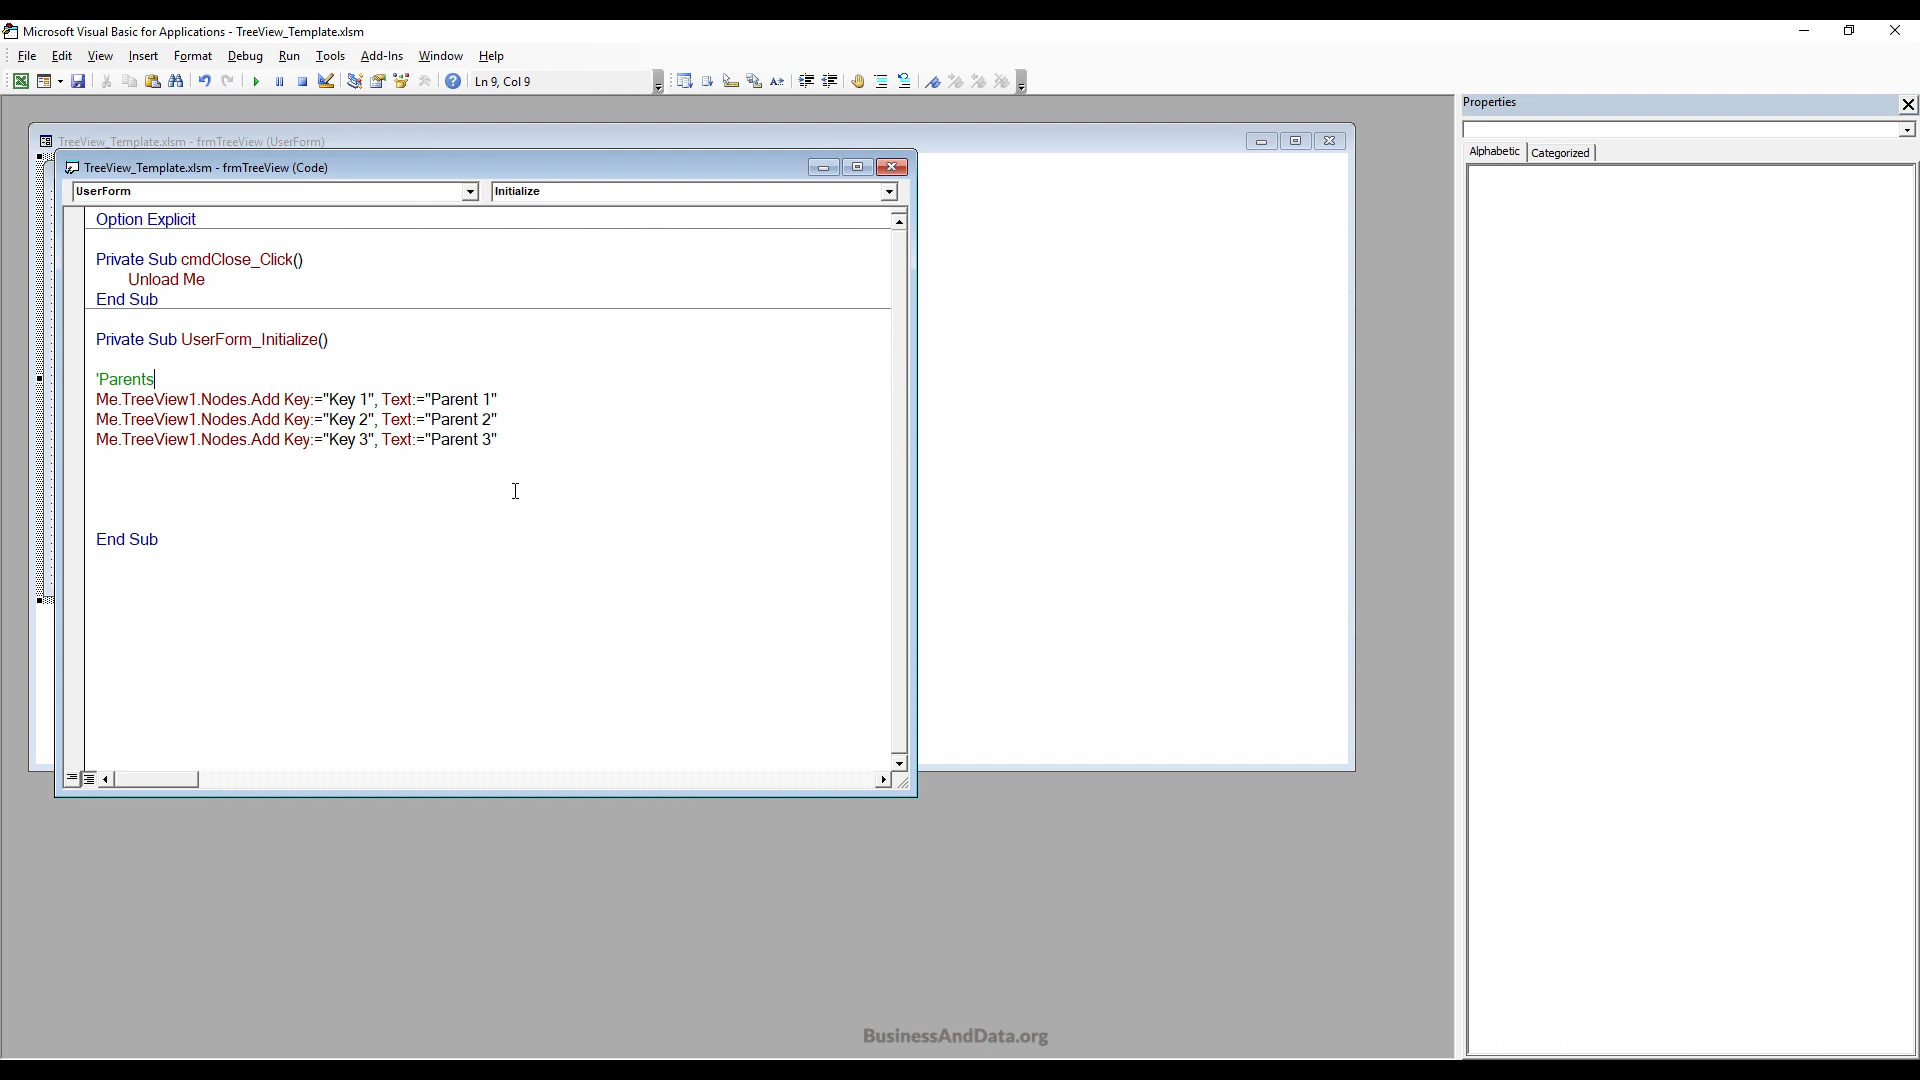 Microsoft Visual Basic for Applications - TreeView_Template.xlsm
File Edit View Insert Format Debug Run Tools Add-Ins Window Help
Ln 9, Col 9
Properties
Alphabetic Categorized
TreeView_Template.xlsm - frmTreeView (UserForm)
TreeView_Template.xlsm - frmTreeView (Code)
UserForm Initialize
Option Explicit
Private Sub cmdClose_Click()
Unload Me
End Sub
Private Sub UserForm_Initialize()
'Parents
Me.TreeView1.Nodes.Add Key:="Key 1", Text:="Parent 1"
Me.TreeView1.Nodes.Add Key:="Key 2", Text:="Parent 2"
Me.TreeView1.Nodes.Add Key:="Key 3", Text:="Parent 3"
End Sub
BusinessAndData.org